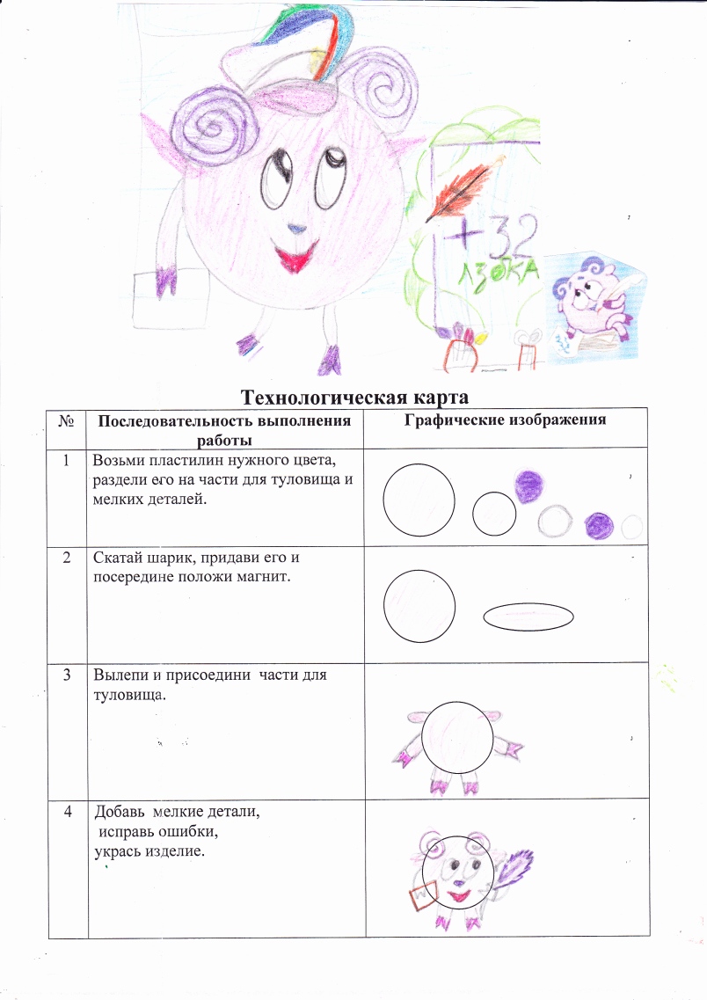 +32
ЛЗБКА
Технологическая карта
№ Последовательность выполнения работы Графические изображения
1 Возьми пластилин нужного цвета,
раздели его на части для туловища и
мелких деталей.
2 Скатай шарик, придави его и
посередине положи магнит.
3 Вылепи и присоедини части для
туловища.
4 Добавь мелкие детали,
исправь ошибки,
укрась изделие.